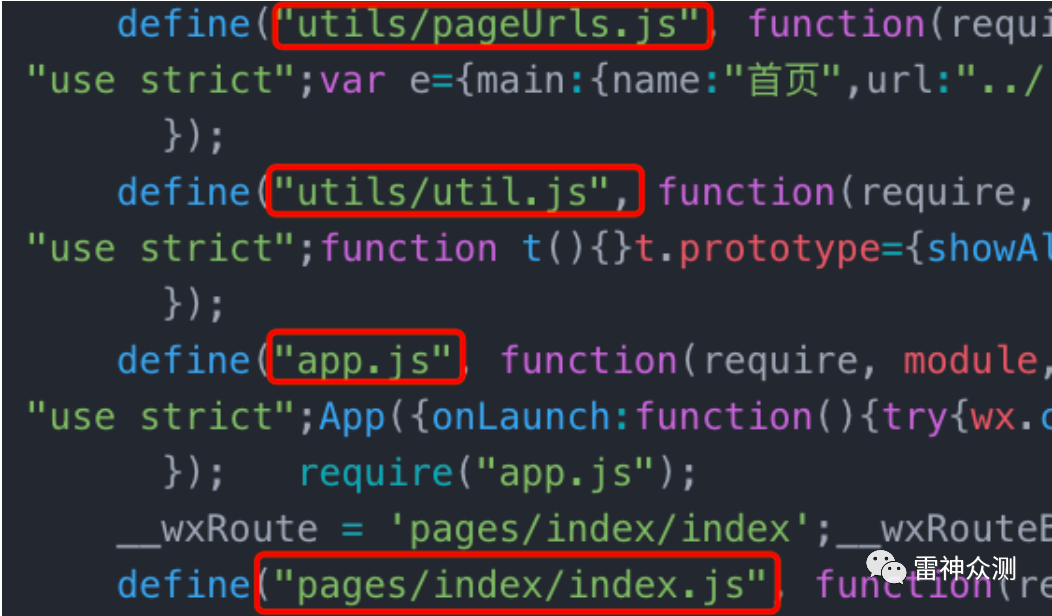 define("utils/pageUrls.js", function(requi
"use strict";var e={main:{name:"首页",url:"../
});
define("utils/util.js", function(require,
"use strict";function t(){}t.prototype={showAl
});
define("app.js", function(require, module,
"use strict";App({onLaunch:function(){try{wx.c
}); require("app.js");
__wxRoute = 'pages/index/index';__wxRouteB
define("pages/index/index.js", function(re
雷神众测